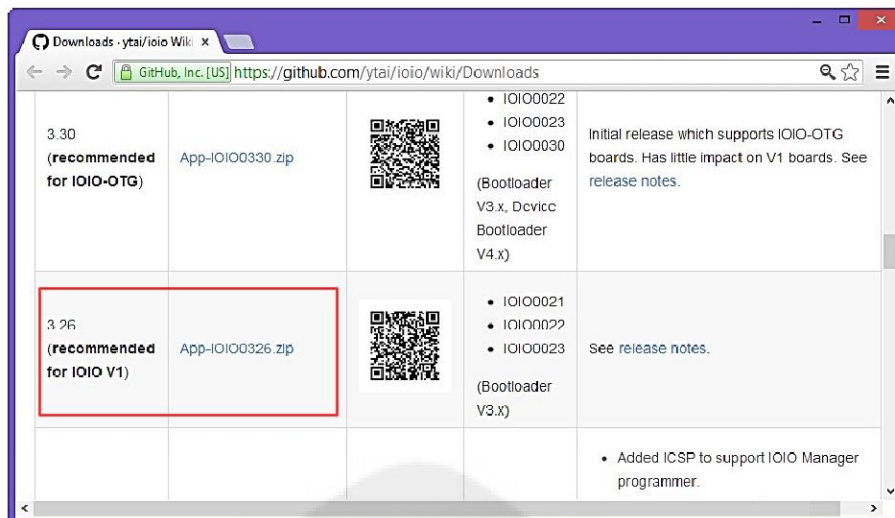 Downloads · ytai/ioio Wiki
GitHub, Inc. [US] https://github.com/ytai/ioio/wiki/Downloads
3.30
(recommended
for IOIO-OTG)
App-IOIO0330.zip
• IOIO0022
• IOIO0023
• IOIO0030
(Bootloader
V3.x, Device
Bootloader
V4.x)
Initial release which supports IOIO-OTG
boards. Has little impact on V1 boards. See
release notes.
3.26
(recommended
for IOIO V1)
App-IOIO0326.zip
• IOIO0021
• IOIO0022
• IOIO0023
(Bootloader
V3.x)
See release notes.
• Added ICSP to support IOIO Manager
programmer.